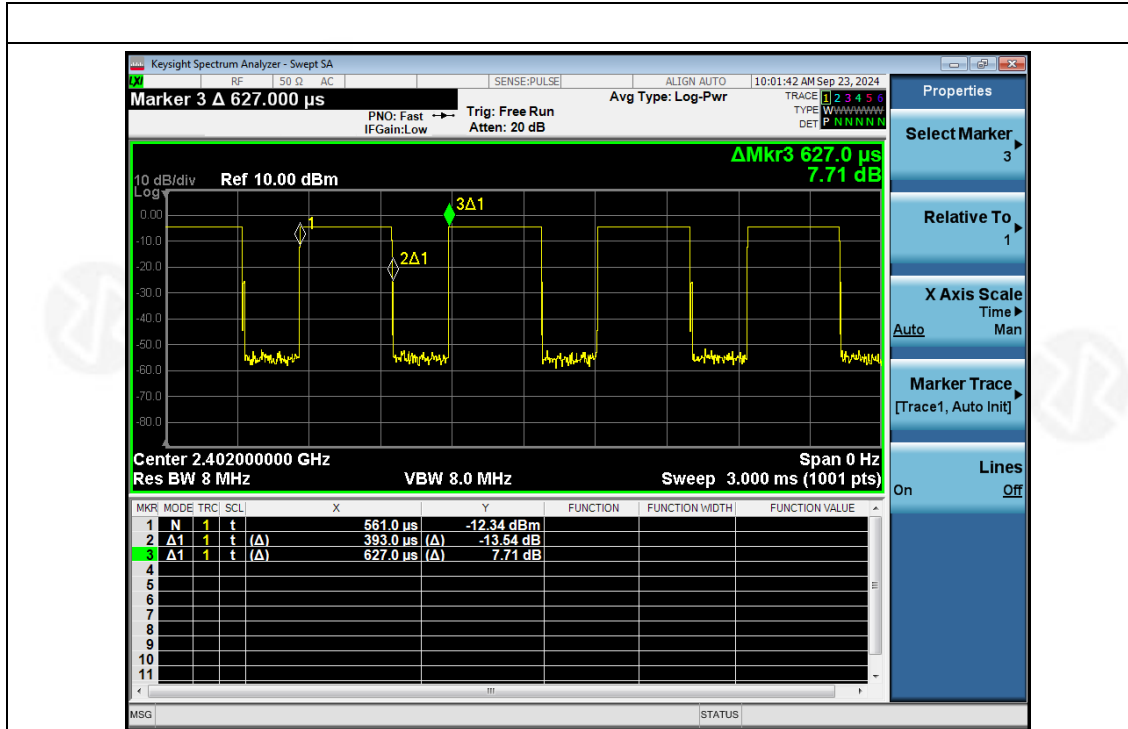 Keysight Spectrum Analyzer - Swept SA
LXI RF 50 Ω AC SENSE:PULSE ALIGN AUTO 10:01:42 AM Sep 23, 2024
Marker 3 Δ 627.000 µs
PNO: Fast
IFGain:Low
Trig: Free Run
Atten: 20 dB
Avg Type: Log-Pwr
TRACE 1 2 3 4 5 6
TYPE WWWWWW
DET P N N N N N
ΔMkr3 627.0 µs
7.71 dB
10 dB/div Ref 10.00 dBm
Log
0.00
-10.0
-20.0
-30.0
-40.0
-50.0
-60.0
-70.0
-80.0
1
2Δ1
3Δ1
Center 2.402000000 GHz Span 0 Hz
Res BW 8 MHz VBW 8.0 MHz Sweep 3.000 ms (1001 pts)
MKR MODE TRC SCL X Y FUNCTION FUNCTION WIDTH FUNCTION VALUE
1 N 1 t 561.0 µs -12.34 dBm
2 Δ1 1 t (Δ) 393.0 µs (Δ) -13.54 dB
3 Δ1 1 t (Δ) 627.0 µs (Δ) 7.71 dB
4
5
6
7
8
9
10
11
MSG STATUS
Properties
Select Marker
3
Relative To
1
X Axis Scale
Time
Auto Man
Marker Trace
[Trace1, Auto Init]
Lines
On Off